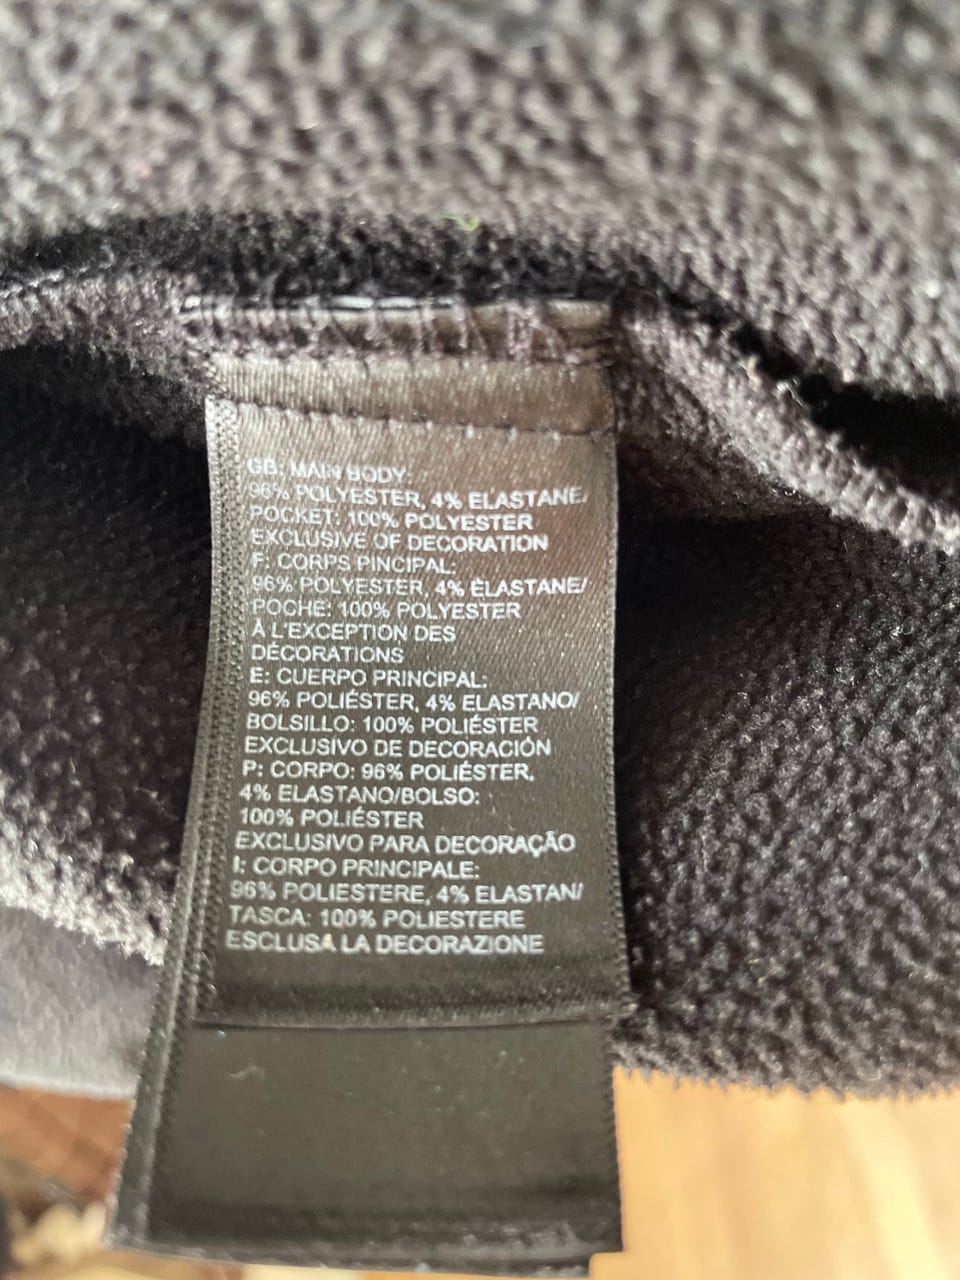 GB: MAIN BODY:
96% POLYESTER, 4% ELASTANE/
POCKET: 100% POLYESTER
EXCLUSIVE OF DECORATION
F: CORPS PINCIPAL:
96% POLYESTER, 4% ÉLASTANE/
POCHE: 100% POLYESTER
À L'EXCEPTION DES
DÉCORATIONS
E: CUERPO PRINCIPAL:
96% POLIÉSTER, 4% ELASTANO/
BOLSILLO: 100% POLIÉSTER
EXCLUSIVO DE DECORACIÓN
P: CORPO: 96% POLIÉSTER,
4% ELASTANO/BOLSO:
100% POLIÉSTER
EXCLUSIVO PARA DECORAÇÃO
I: CORPO PRINCIPALE:
96% POLIESTERE, 4% ELASTAN/
TASCA: 100% POLIESTERE
ESCLUSA LA DECORAZIONE